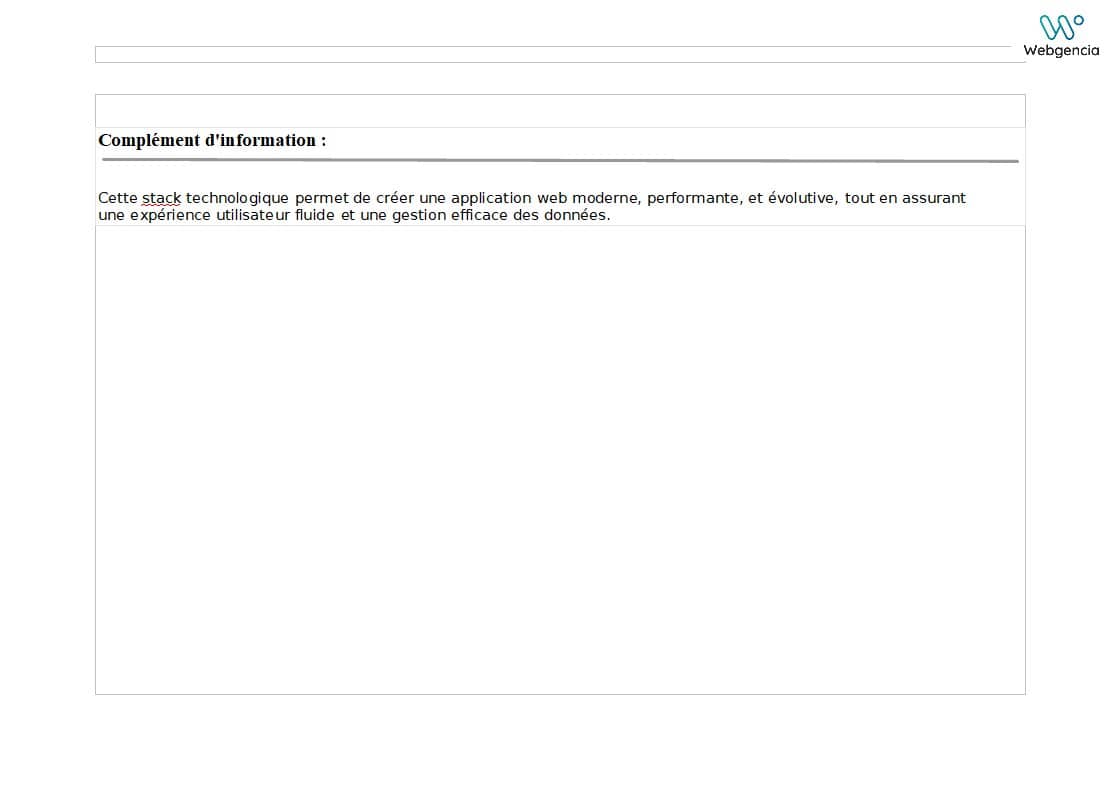 Webgencia
Complément d'information :
Cette stack technologique permet de créer une application web moderne, performante, et évolutive, tout en assurant
une expérience utilisateur fluide et une gestion efficace des données.